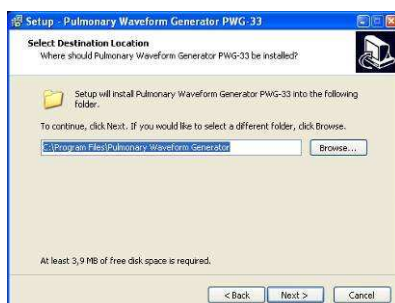 Setup - Pulmonary Waveform Generator PWG-33
Select Destination Location
Where should Pulmonary Waveform Generator PWG-33 be installed?
Setup will install Pulmonary Waveform Generator PWG-33 into the following
folder.
To continue, click Next. If you would like to select a different folder, click Browse.
C:\Program Files\Pulmonary Waveform Generator
Browse...
At least 3,9 MB of free disk space is required.
< Back
Next >
Cancel